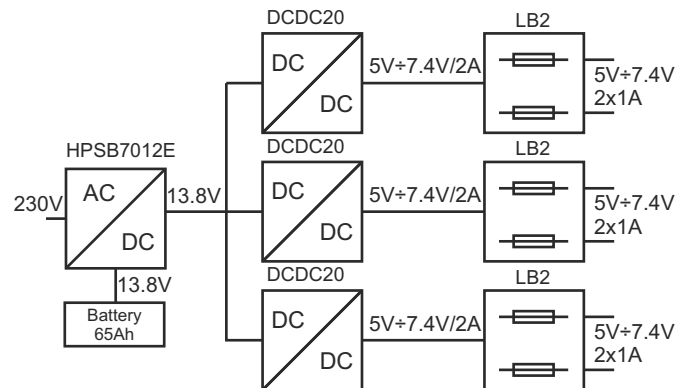 DCDC20
LB2
DC
DC
5V÷7.4V/2A
5V÷7.4V
2x1A
HPSB7012E
DCDC20
LB2
230V
AC
DC
13.8V
DC
DC
5V÷7.4V/2A
5V÷7.4V
2x1A
13.8V
Battery
65Ah
DCDC20
LB2
DC
DC
5V÷7.4V/2A
5V÷7.4V
2x1A